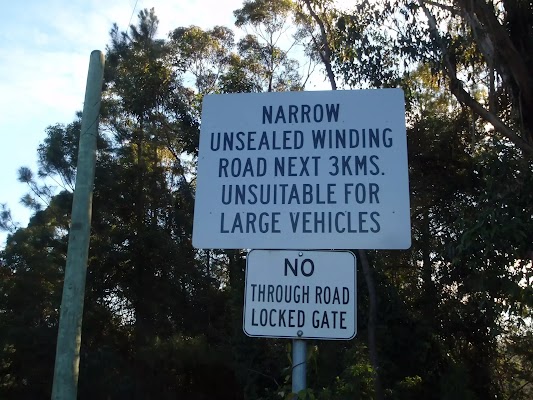 NARROW
UNSEALED WINDING
ROAD NEXT 3KMS.
UNSUITABLE FOR
LARGE VEHICLES
NO
THROUGH ROAD
LOCKED GATE